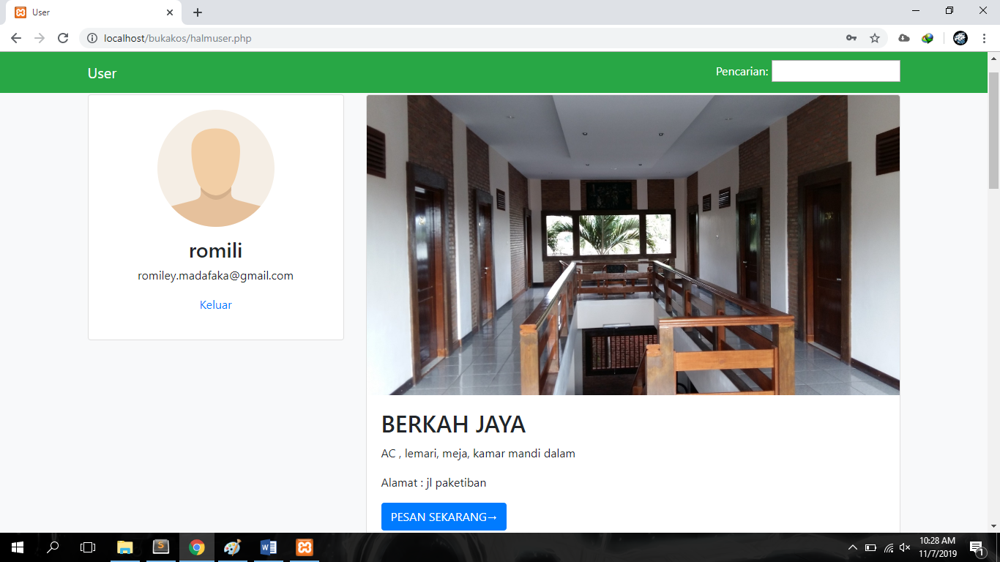 User
localhost/bukakos/halmuser.php
User
Pencarian:
romili
romiley.madafaka@gmail.com
Keluar
BERKAH JAYA
AC , lemari, meja, kamar mandi dalam
Alamat : jl paketiban
PESAN SEKARANG→
10:28 AM
11/7/2019
1